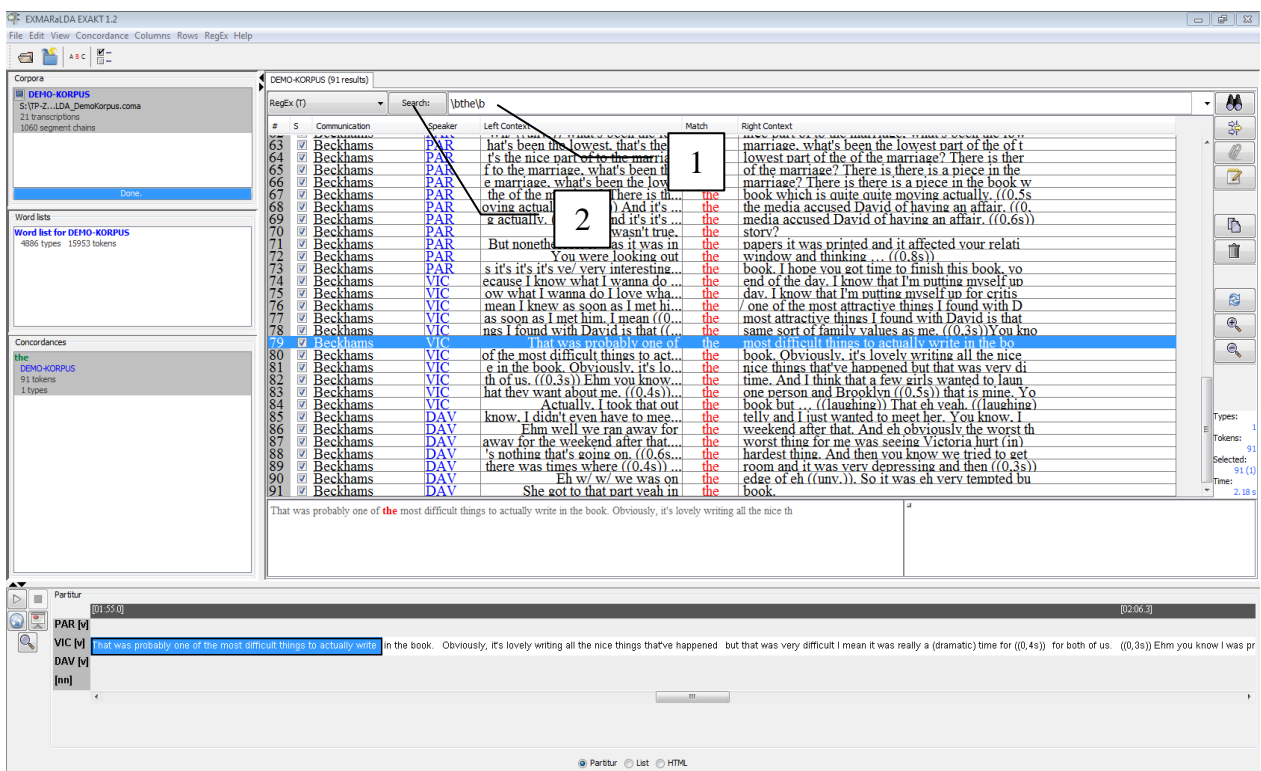 EXMARaLDA EXAKT 1.2
File Edit View Concordance Columns Rows RegEx Help
A B C
Corpora
DEMO-KORPUS
S:\TP-Z...LDA_DemoKorpus.coma
21 transcriptions
1060 segment chains
Done.
Word lists
Word list for DEMO-KORPUS
4886 types 15953 tokens
Concordances
the
DEMO-KORPUS
91 tokens
1 types
DEMO-KORPUS (91 results)
RegEx (T) Search: \bthe\b
1
2
# S Communication Speaker Left Context Match Right Context
63 Beckhams PAR hat's been the lowest, that's the marriage, what's been the lowest part of the of t
64 Beckhams PAR t's the nice part of to the marria lowest part of the of the marriage? There is ther
65 Beckhams PAR f to the marriage, what's been th of the marriage? There is there is a piece in the
66 Beckhams PAR e marriage, what's been the low marriage? There is there is a piece in the book w
67 Beckhams PAR the of the m There is th... the book which is quite quite moving actually. ((0,5s
68 Beckhams PAR oving actual ) And it's ... the the media accused David of having an affair. ((0,
69 Beckhams PAR g actually. ( nd it's it's ... the media accused David of having an affair. ((0,6s))
70 Beckhams PAR wasn't true, the story?
71 Beckhams PAR But noneth as it was in the papers it was printed and it affected your relati
72 Beckhams PAR You were looking out the window and thinking … ((0,8s))
73 Beckhams PAR s it's it's it's ve/ very interesting... the book. I hope you got time to finish this book, yo
74 Beckhams VIC ecause I know what I wanna do ... the end of the day. I know that I'm putting myself up
75 Beckhams VIC ow what I wanna do I love wha... the day. I know that I'm putting myself up for critis
76 Beckhams VIC mean I knew as soon as I met hi... the / one of the most attractive things I found with D
77 Beckhams VIC as soon as I met him. I mean ((0... the most attractive things I found with David is that
78 Beckhams VIC ngs I found with David is that ((... the same sort of family values as me. ((0,3s))You kno
79 Beckhams VIC That was probably one of the most difficult things to actually write in the bo
80 Beckhams VIC of the most difficult things to act... the book. Obviously, it's lovely writing all the nice
81 Beckhams VIC e in the book. Obviously, it's lo... the nice things that've happened but that was very di
82 Beckhams VIC th of us. ((0,3s)) Ehm you know... the time. And I think that a few girls wanted to laun
83 Beckhams VIC hat they want about me. ((0,4s))... the one person and Brooklyn ((0,5s)) that is mine. Yo
84 Beckhams VIC Actually, I took that out the book but … ((laughing)) That eh yeah. ((laughing)
85 Beckhams DAV know, I didn't even have to mee... the telly and I just wanted to meet her. You know, I
86 Beckhams DAV Ehm well we ran away for the weekend after that. And eh obviously the worst th
87 Beckhams DAV away for the weekend after that.... the worst thing for me was seeing Victoria hurt (in)
88 Beckhams DAV 's nothing that's going on. ((0,6s... the hardest thing. And then you know we tried to get
89 Beckhams DAV there was times where ((0,4s)) ... the room and it was very depressing and then ((0,3s))
90 Beckhams DAV Eh w/ w/ we was on the edge of eh ((unv.)). So it was eh very tempted bu
91 Beckhams DAV She got to that part yeah in the book.
Types:
1
Tokens:
91
Selected:
91 (1)
Time:
2.18 s
That was probably one of the most difficult things to actually write in the book. Obviously, it's lovely writing all the nice th
Partitur
[01:55.0] [02:06.3]
PAR [v]
VIC [v] That was probably one of the most difficult things to actually write in the book. Obviously, it's lovely writing all the nice things that've happened but that was very difficult I mean it was really a (dramatic) time for ((0,4s)) for both of us. ((0,3s)) Ehm you know I was pr
DAV [v]
[nn]
Partitur List HTML